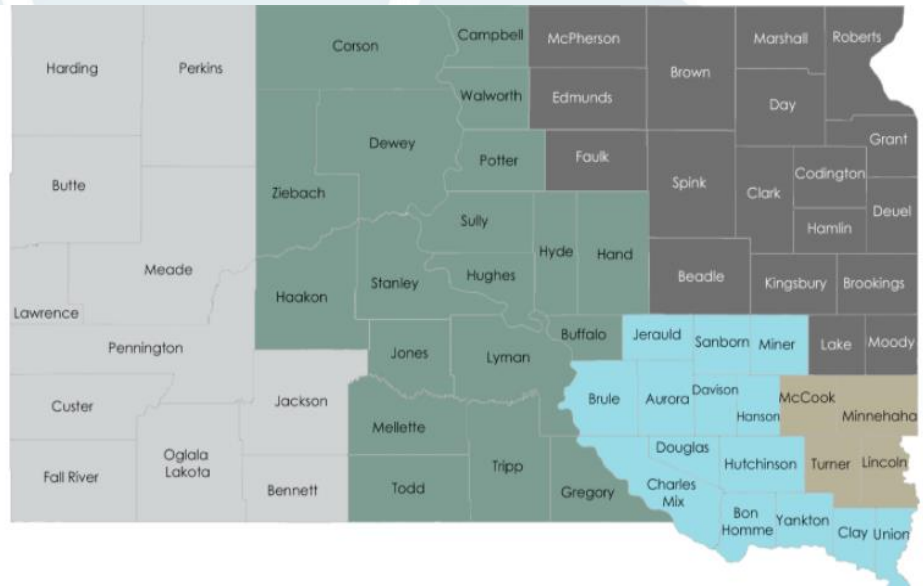 Harding
Perkins
Corson
Campbell
McPherson
Brown
Marshall
Roberts
Walworth
Edmunds
Day
Dewey
Grant
Butte
Ziebach
Potter
Faulk
Spink
Clark
Codington
Deuel
Sully
Hamlin
Meade
Haakon
Stanley
Hughes
Hyde
Hand
Beadle
Kingsbury
Brookings
Lawrence
Pennington
Jones
Lyman
Buffalo
Jerauld
Sanborn
Miner
Lake
Moody
Custer
Jackson
Mellette
Brule
Aurora
Davison
Hanson
McCook
Minnehaha
Fall River
Oglala
Lakota
Bennett
Todd
Tripp
Gregory
Douglas
Charles
Mix
Hutchinson
Turner
Lincoln
Bon
Homme
Yankton
Clay
Union